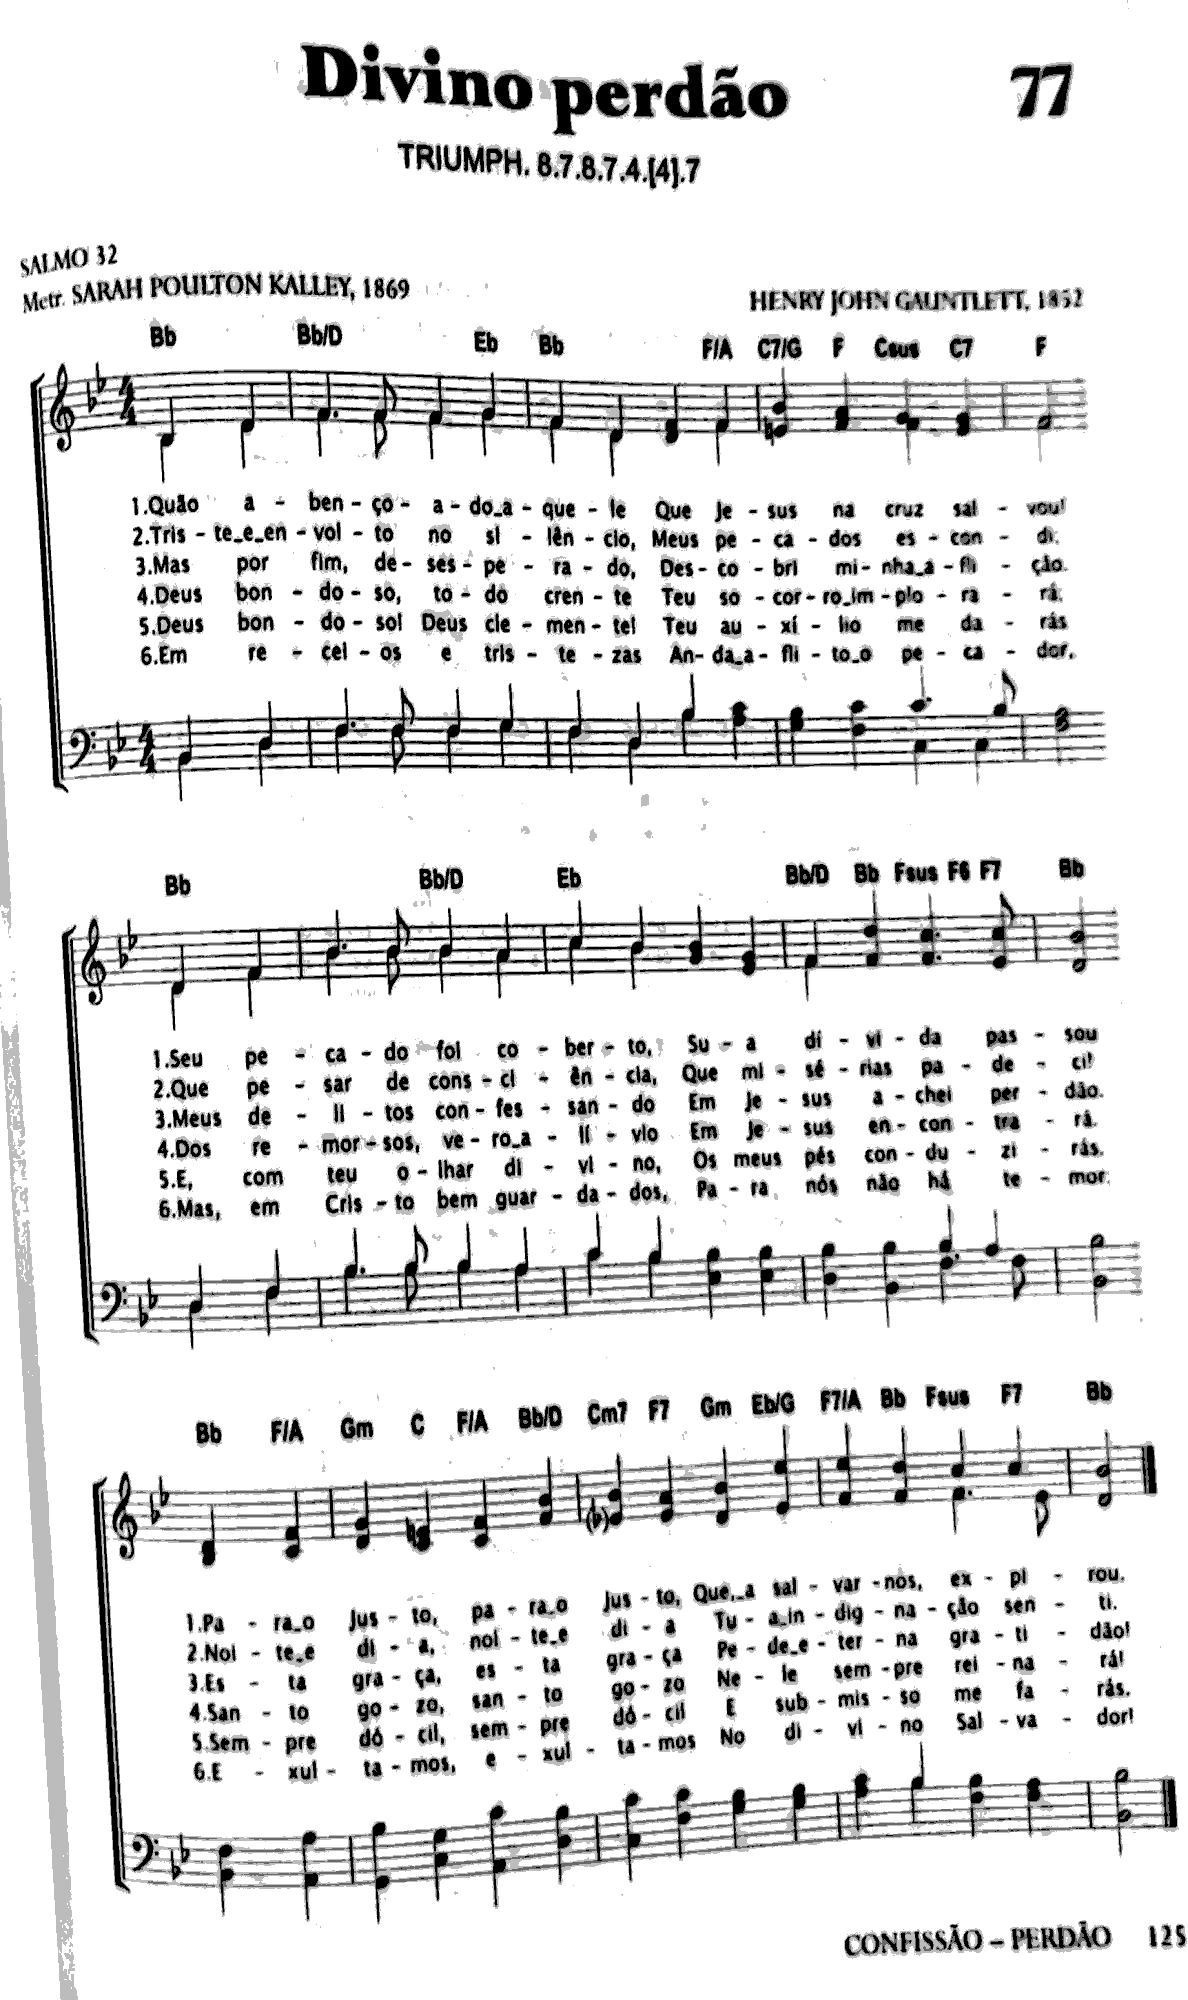 Divino perdão 77
TRIUMPH. 8.7.8.7.4.[4].7
SALMO 32
Metr. SARAH POULTON KALLEY, 1869
HENRY JOHN GAUNTLETT, 1852
Bb Bb/D Eb Bb F/A C7/G F Csus C7 F
1.Quão a - ben - ço - a - do_a - que - le Que Je - sus na cruz sal - vou!
2.Tris - te_e_en - vol - to no si - lên - cio, Meus pe - ca - dos es - con - di.
3.Mas por fim, de - ses - pe - ra - do, Des - co - bri mi - nha_a - fli - ção.
4.Deus bon - do - so, to - do cren - te Teu so - cor - ro_im - plo - ra - rá.
5.Deus bon - do - so! Deus cle - men - te! Teu au - xí - lio me da - rás
6.Em re - cei - os e tris - te - zas An - da_a - fli - to_o pe - ca - dor.
Bb Bb/D Eb Bb/D Bb Fsus F6 F7 Bb
1.Seu pe - ca - do foi co - ber - to, Su - a dí - vi - da pas - sou
2.Que pe - sar de cons - ci - ên - cia, Que mi - sé - rias pa - de - ci!
3.Meus de - li - tos con - fes - san - do Em Je - sus a - chei per - dão.
4.Dos re - mor - sos, ve - ro_a - lí - vio Em Je - sus en - con - tra - rá.
5.E, com teu o - lhar di - vi - no, Os meus pés con - du - zi - rás.
6.Mas, em Cris - to bem guar - da - dos, Pa - ra nós não há te - mor.
Bb F/A Gm C F/A Bb/D Cm7 F7 Gm Eb/G F7/A Bb Fsus F7 Bb
1.Pa - ra_o Jus - to, pa - ra_o Jus - to, Que,_a sal - var - nos, ex - pi - rou.
2.Noi - te_e di - a, noi - te_e di - a Tu - a_in - dig - na - ção sen - ti.
3.Es - ta gra - ça, es - ta gra - ça Pe - de_e - ter - na gra - ti - dão!
4.San - to go - zo, san - to go - zo Ne - le sem - pre rei - na - rá!
5.Sem - pre dó - cil, sem - pre dó - cil E sub - mis - so me fa - rás.
6.E - xul - ta - mos, e - xul - ta - mos No di - vi - no Sal - va - dor!
CONFISSÃO – PERDÃO 125